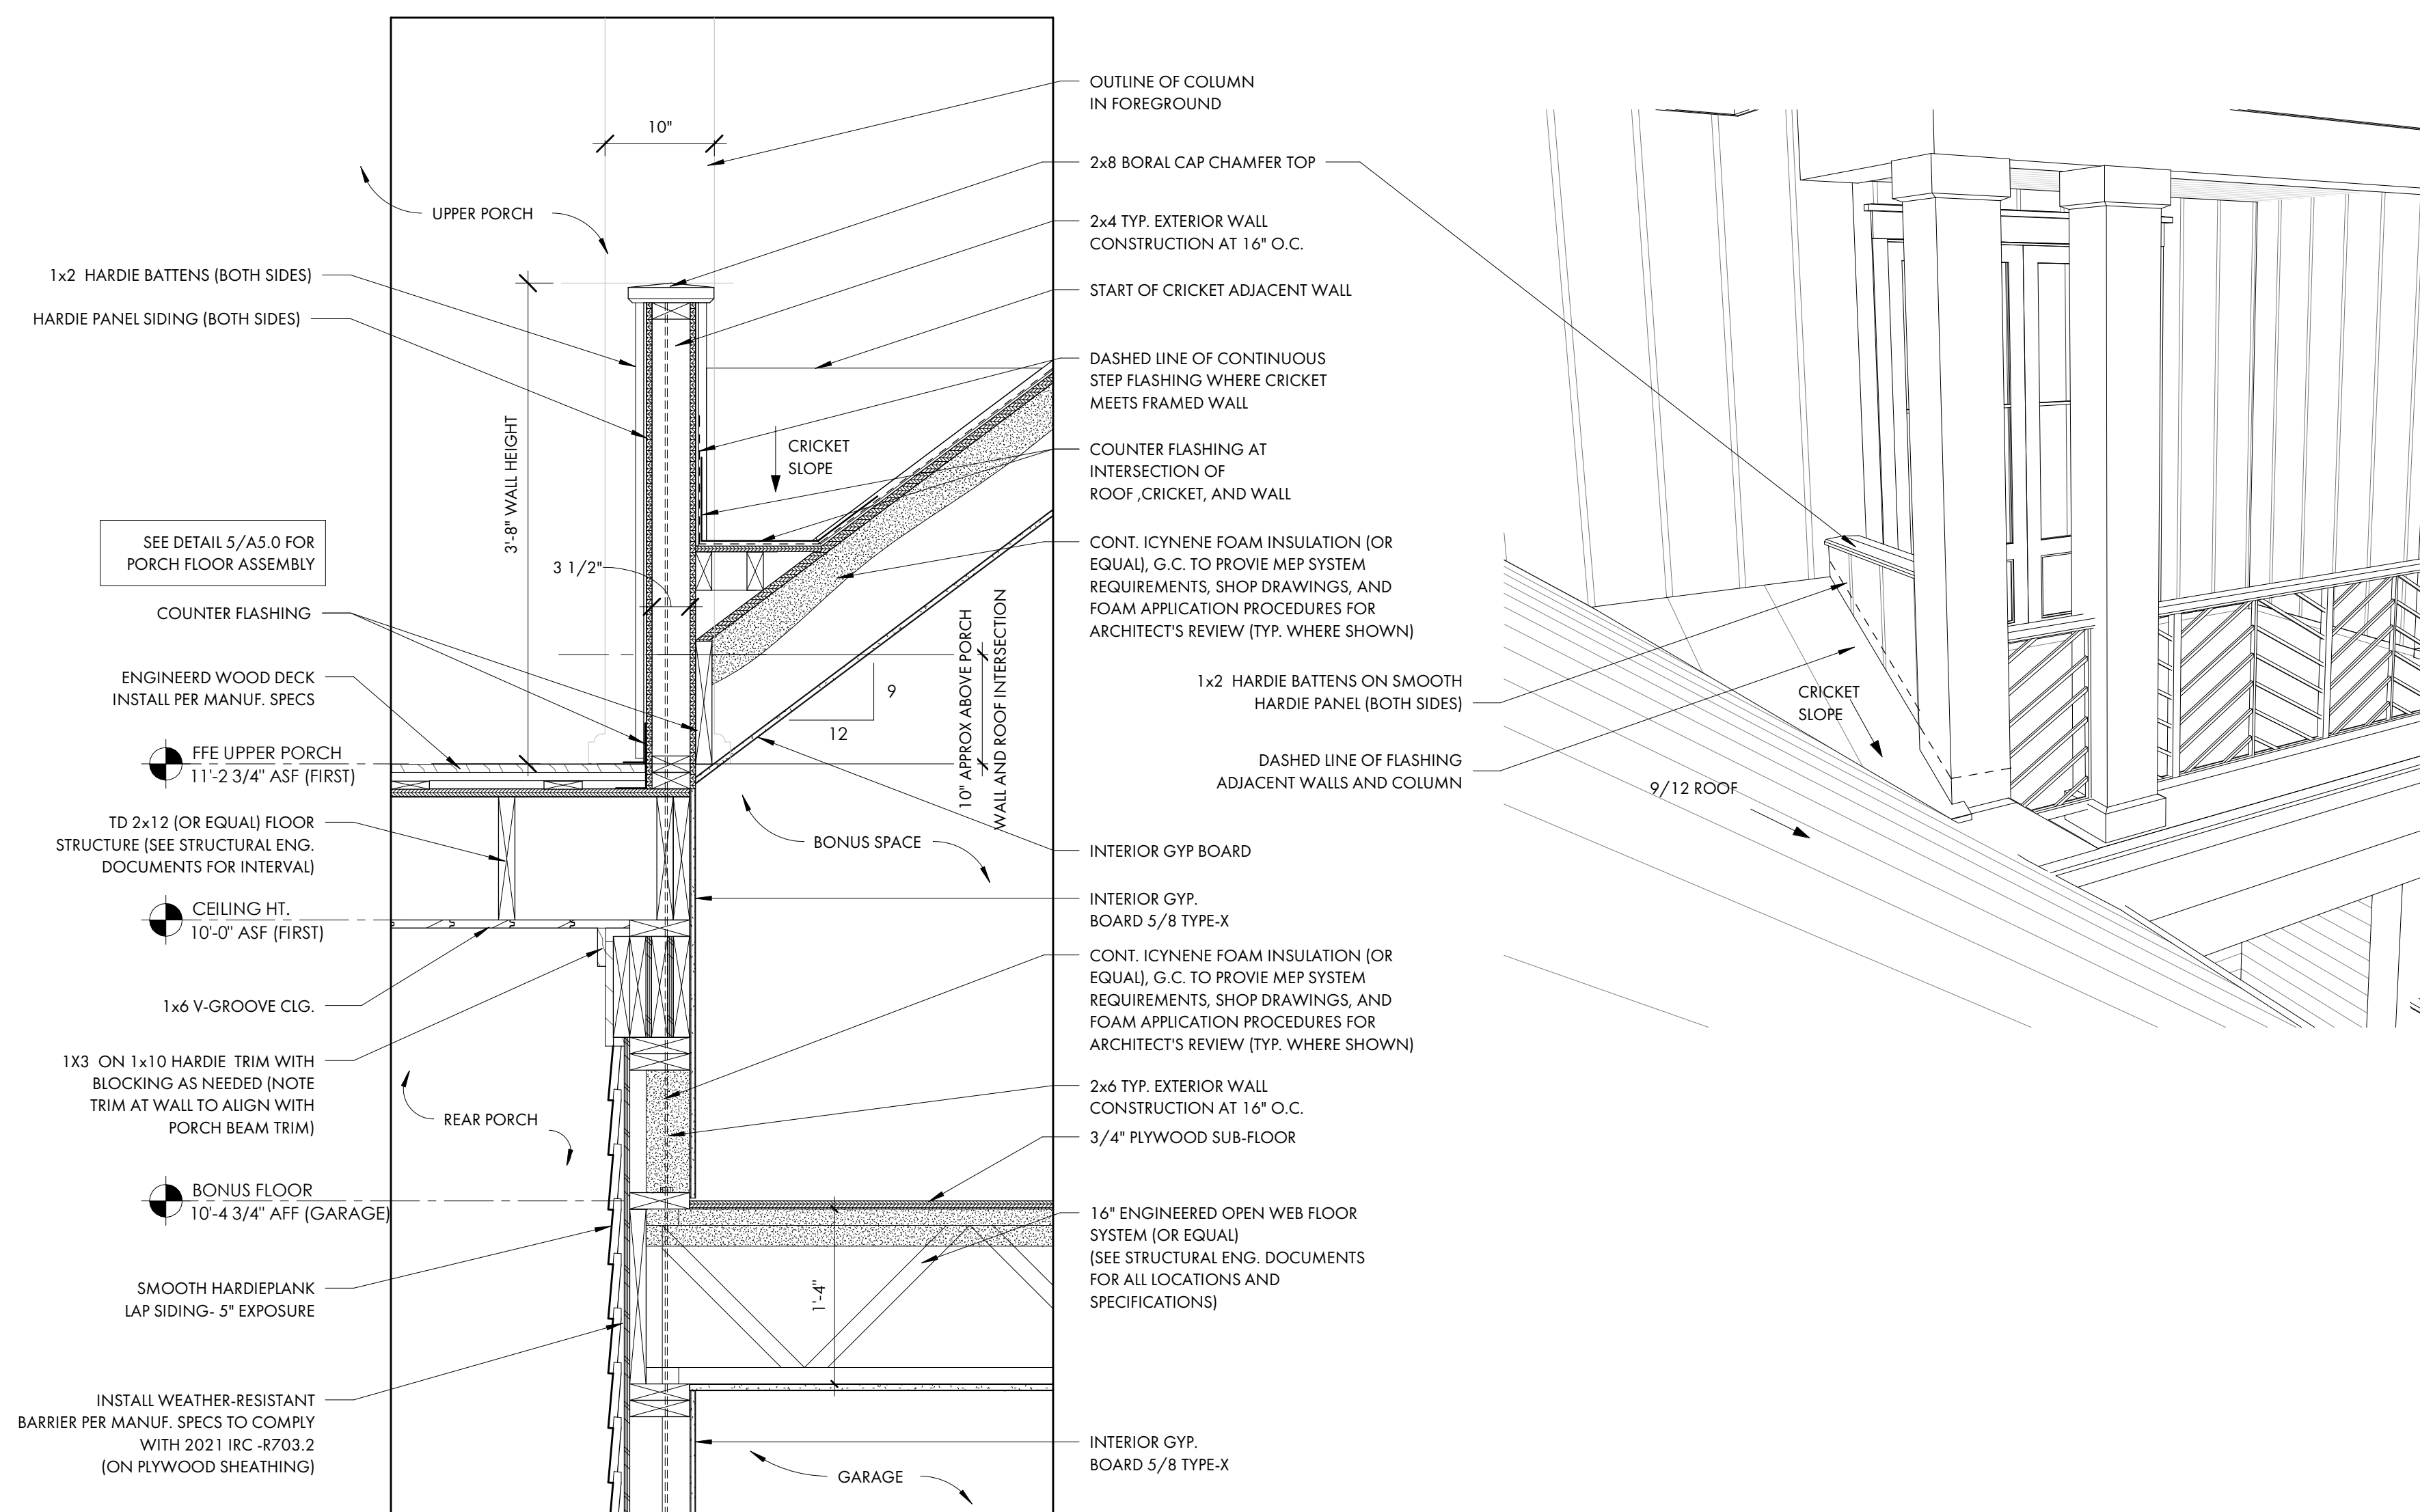 1x2 HARDIE BATTENS (BOTH SIDES)
HARDIE PANEL SIDING (BOTH SIDES)
SEE DETAIL 5/A5.0 FOR
PORCH FLOOR ASSEMBLY
COUNTER FLASHING
ENGINEERD WOOD DECK
INSTALL PER MANUF. SPECS
FFE UPPER PORCH
11'-2 3/4" ASF (FIRST)
TD 2x12 (OR EQUAL) FLOOR
STRUCTURE (SEE STRUCTURAL ENG.
DOCUMENTS FOR INTERVAL)
CEILING HT.
10'-0" ASF (FIRST)
1x6 V-GROOVE CLG.
1X3 ON 1x10 HARDIE TRIM WITH
BLOCKING AS NEEDED (NOTE
TRIM AT WALL TO ALIGN WITH
PORCH BEAM TRIM)
BONUS FLOOR
10'-4 3/4" AFF (GARAGE)
SMOOTH HARDIEPLANK
LAP SIDING- 5" EXPOSURE
INSTALL WEATHER-RESISTANT
BARRIER PER MANUF. SPECS TO COMPLY
WITH 2021 IRC -R703.2
(ON PLYWOOD SHEATHING)
10"
UPPER PORCH
3'-8" WALL HEIGHT
CRICKET
SLOPE
3 1/2"
9
12
10" APPROX ABOVE PORCH
WALL AND ROOF INTERSECTION
BONUS SPACE
REAR PORCH
1'-4"
GARAGE
OUTLINE OF COLUMN
IN FOREGROUND
2x8 BORAL CAP CHAMFER TOP
2x4 TYP. EXTERIOR WALL
CONSTRUCTION AT 16" O.C.
START OF CRICKET ADJACENT WALL
DASHED LINE OF CONTINUOUS
STEP FLASHING WHERE CRICKET
MEETS FRAMED WALL
COUNTER FLASHING AT
INTERSECTION OF
ROOF ,CRICKET, AND WALL
CONT. ICYNENE FOAM INSULATION (OR
EQUAL), G.C. TO PROVIE MEP SYSTEM
REQUIREMENTS, SHOP DRAWINGS, AND
FOAM APPLICATION PROCEDURES FOR
ARCHITECT'S REVIEW (TYP. WHERE SHOWN)
1x2 HARDIE BATTENS ON SMOOTH
HARDIE PANEL (BOTH SIDES)
DASHED LINE OF FLASHING
ADJACENT WALLS AND COLUMN
INTERIOR GYP BOARD
INTERIOR GYP.
BOARD 5/8 TYPE-X
CONT. ICYNENE FOAM INSULATION (OR
EQUAL), G.C. TO PROVIE MEP SYSTEM
REQUIREMENTS, SHOP DRAWINGS, AND
FOAM APPLICATION PROCEDURES FOR
ARCHITECT'S REVIEW (TYP. WHERE SHOWN)
2x6 TYP. EXTERIOR WALL
CONSTRUCTION AT 16" O.C.
3/4" PLYWOOD SUB-FLOOR
16" ENGINEERED OPEN WEB FLOOR
SYSTEM (OR EQUAL)
(SEE STRUCTURAL ENG. DOCUMENTS
FOR ALL LOCATIONS AND
SPECIFICATIONS)
INTERIOR GYP.
BOARD 5/8 TYPE-X
CRICKET
SLOPE
9/12 ROOF